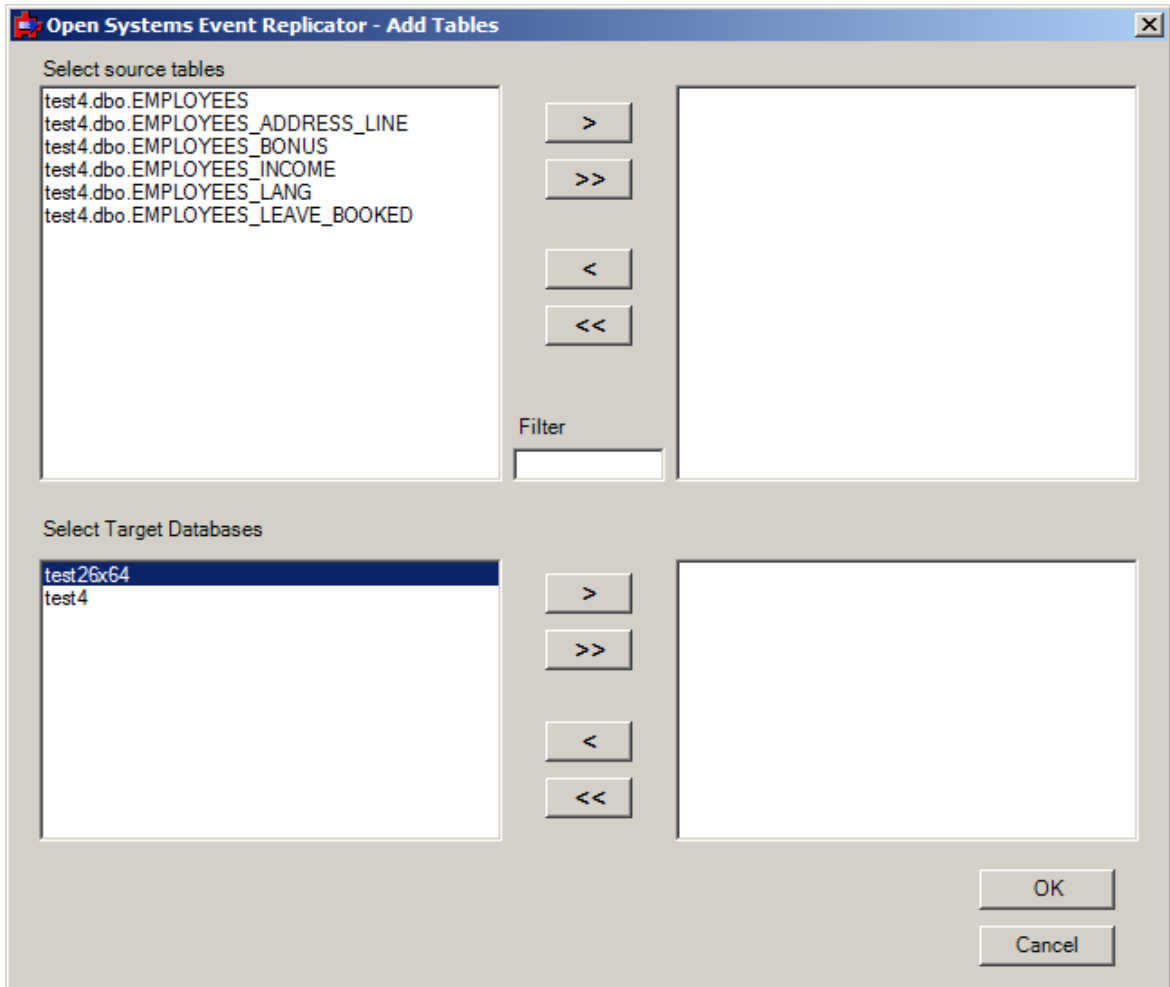 Open Systems Event Replicator - Add Tables
Select source tables
test4.dbo.EMPLOYEES
test4.dbo.EMPLOYEES_ADDRESS_LINE
test4.dbo.EMPLOYEES_BONUS
test4.dbo.EMPLOYEES_INCOME
test4.dbo.EMPLOYEES_LANG
test4.dbo.EMPLOYEES_LEAVE_BOOKED
>
>>
<
<<
Filter
Select Target Databases
test26x64
test4
>
>>
<
<<
OK
Cancel